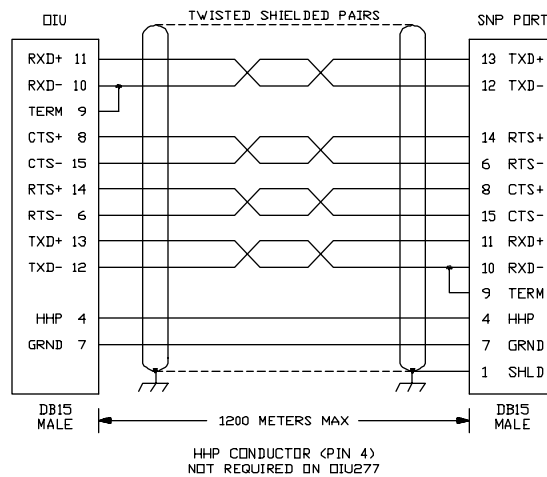 OIU
TWISTED SHIELDED PAIRS
SNP PORT
RXD+ 11
13 TXD+
RXD- 10
12 TXD-
TERM 9
CTS+ 8
14 RTS+
CTS- 15
6 RTS-
RTS+ 14
8 CTS+
RTS- 6
15 CTS-
TXD+ 13
11 RXD+
TXD- 12
10 RXD-
9 TERM
HHP 4
4 HHP
GRND 7
7 GRND
1 SHLD
DB15
MALE
1200 METERS MAX
DB15
MALE
HHP CONDUCTOR (PIN 4)
NOT REQUIRED ON OIU277